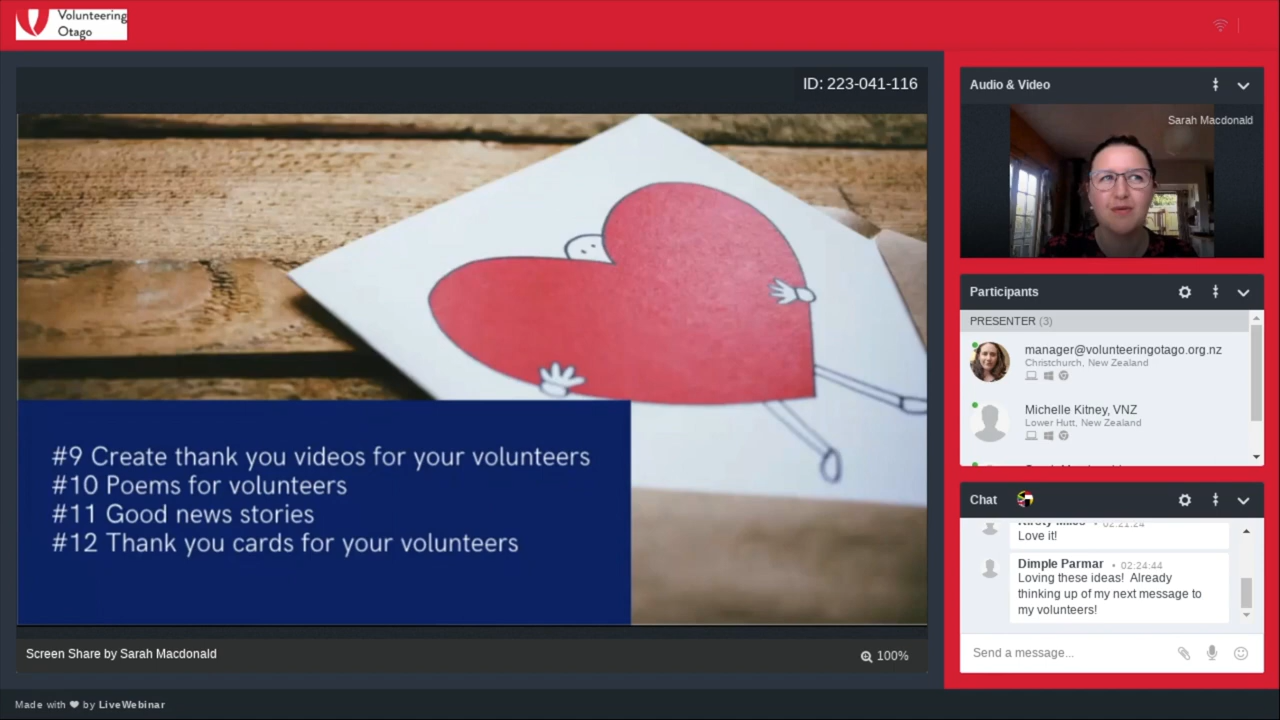 Volunteering
Otago
ID: 223-041-116
#9 Create thank you videos for your volunteers
#10 Poems for volunteers
#11 Good news stories
#12 Thank you cards for your volunteers
Screen Share by Sarah Macdonald
100%
Audio & Video
Sarah Macdonald
Participants
PRESENTER (3)
manager@volunteeringotago.org.nz
Christchurch, New Zealand
Michelle Kitney, VNZ
Lower Hutt, New Zealand
Chat
02:21:24
Love it!
Dimple Parmar • 02:24:44
Loving these ideas! Already
thinking up of my next message to
my volunteers!
Send a message...
Made with ❤ by LiveWebinar